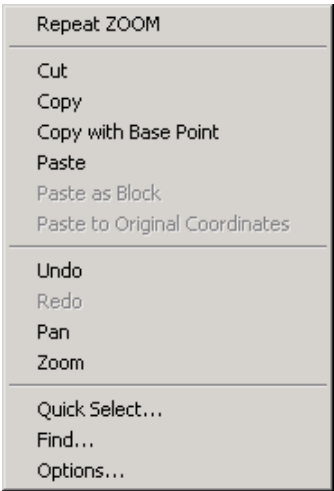 Repeat ZOOM
Cut
Copy
Copy with Base Point
Paste
Paste as Block
Paste to Original Coordinates
Undo
Redo
Pan
Zoom
Quick Select...
Find...
Options...